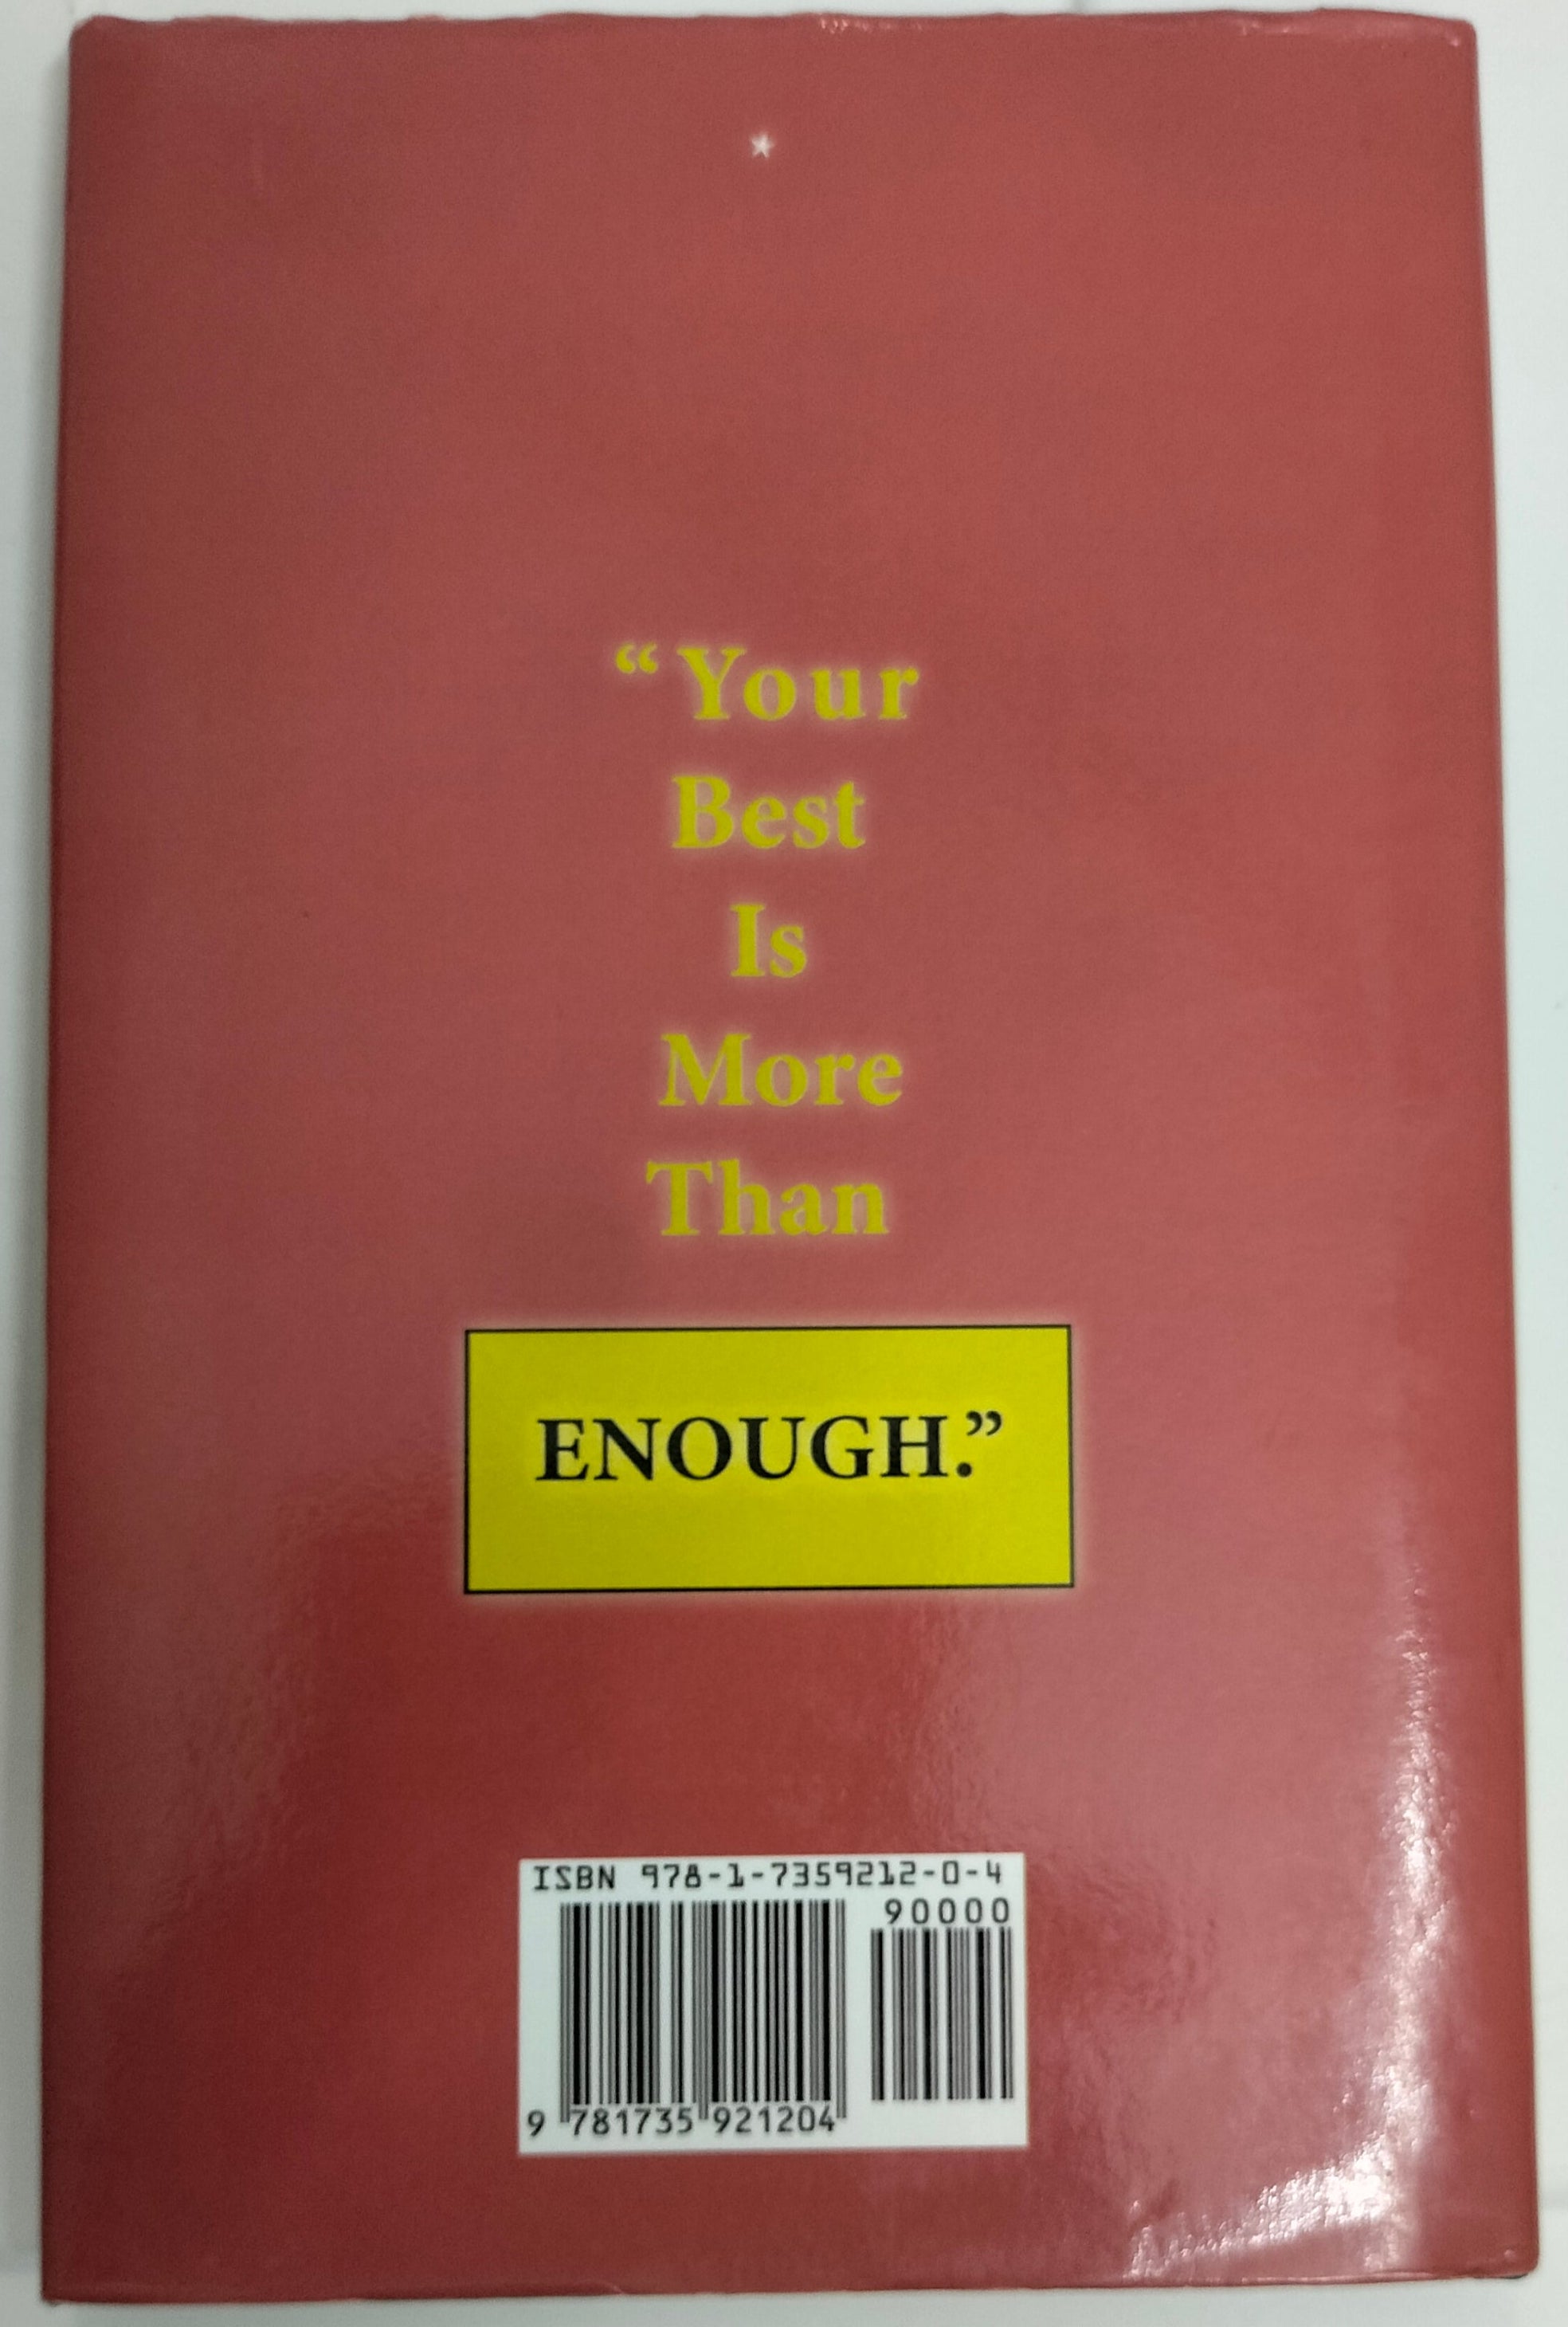 “Your
Best
Is
More
Than
ENOUGH.”
ISBN 978-1-7359212-0-4
90000
9 781735 921204